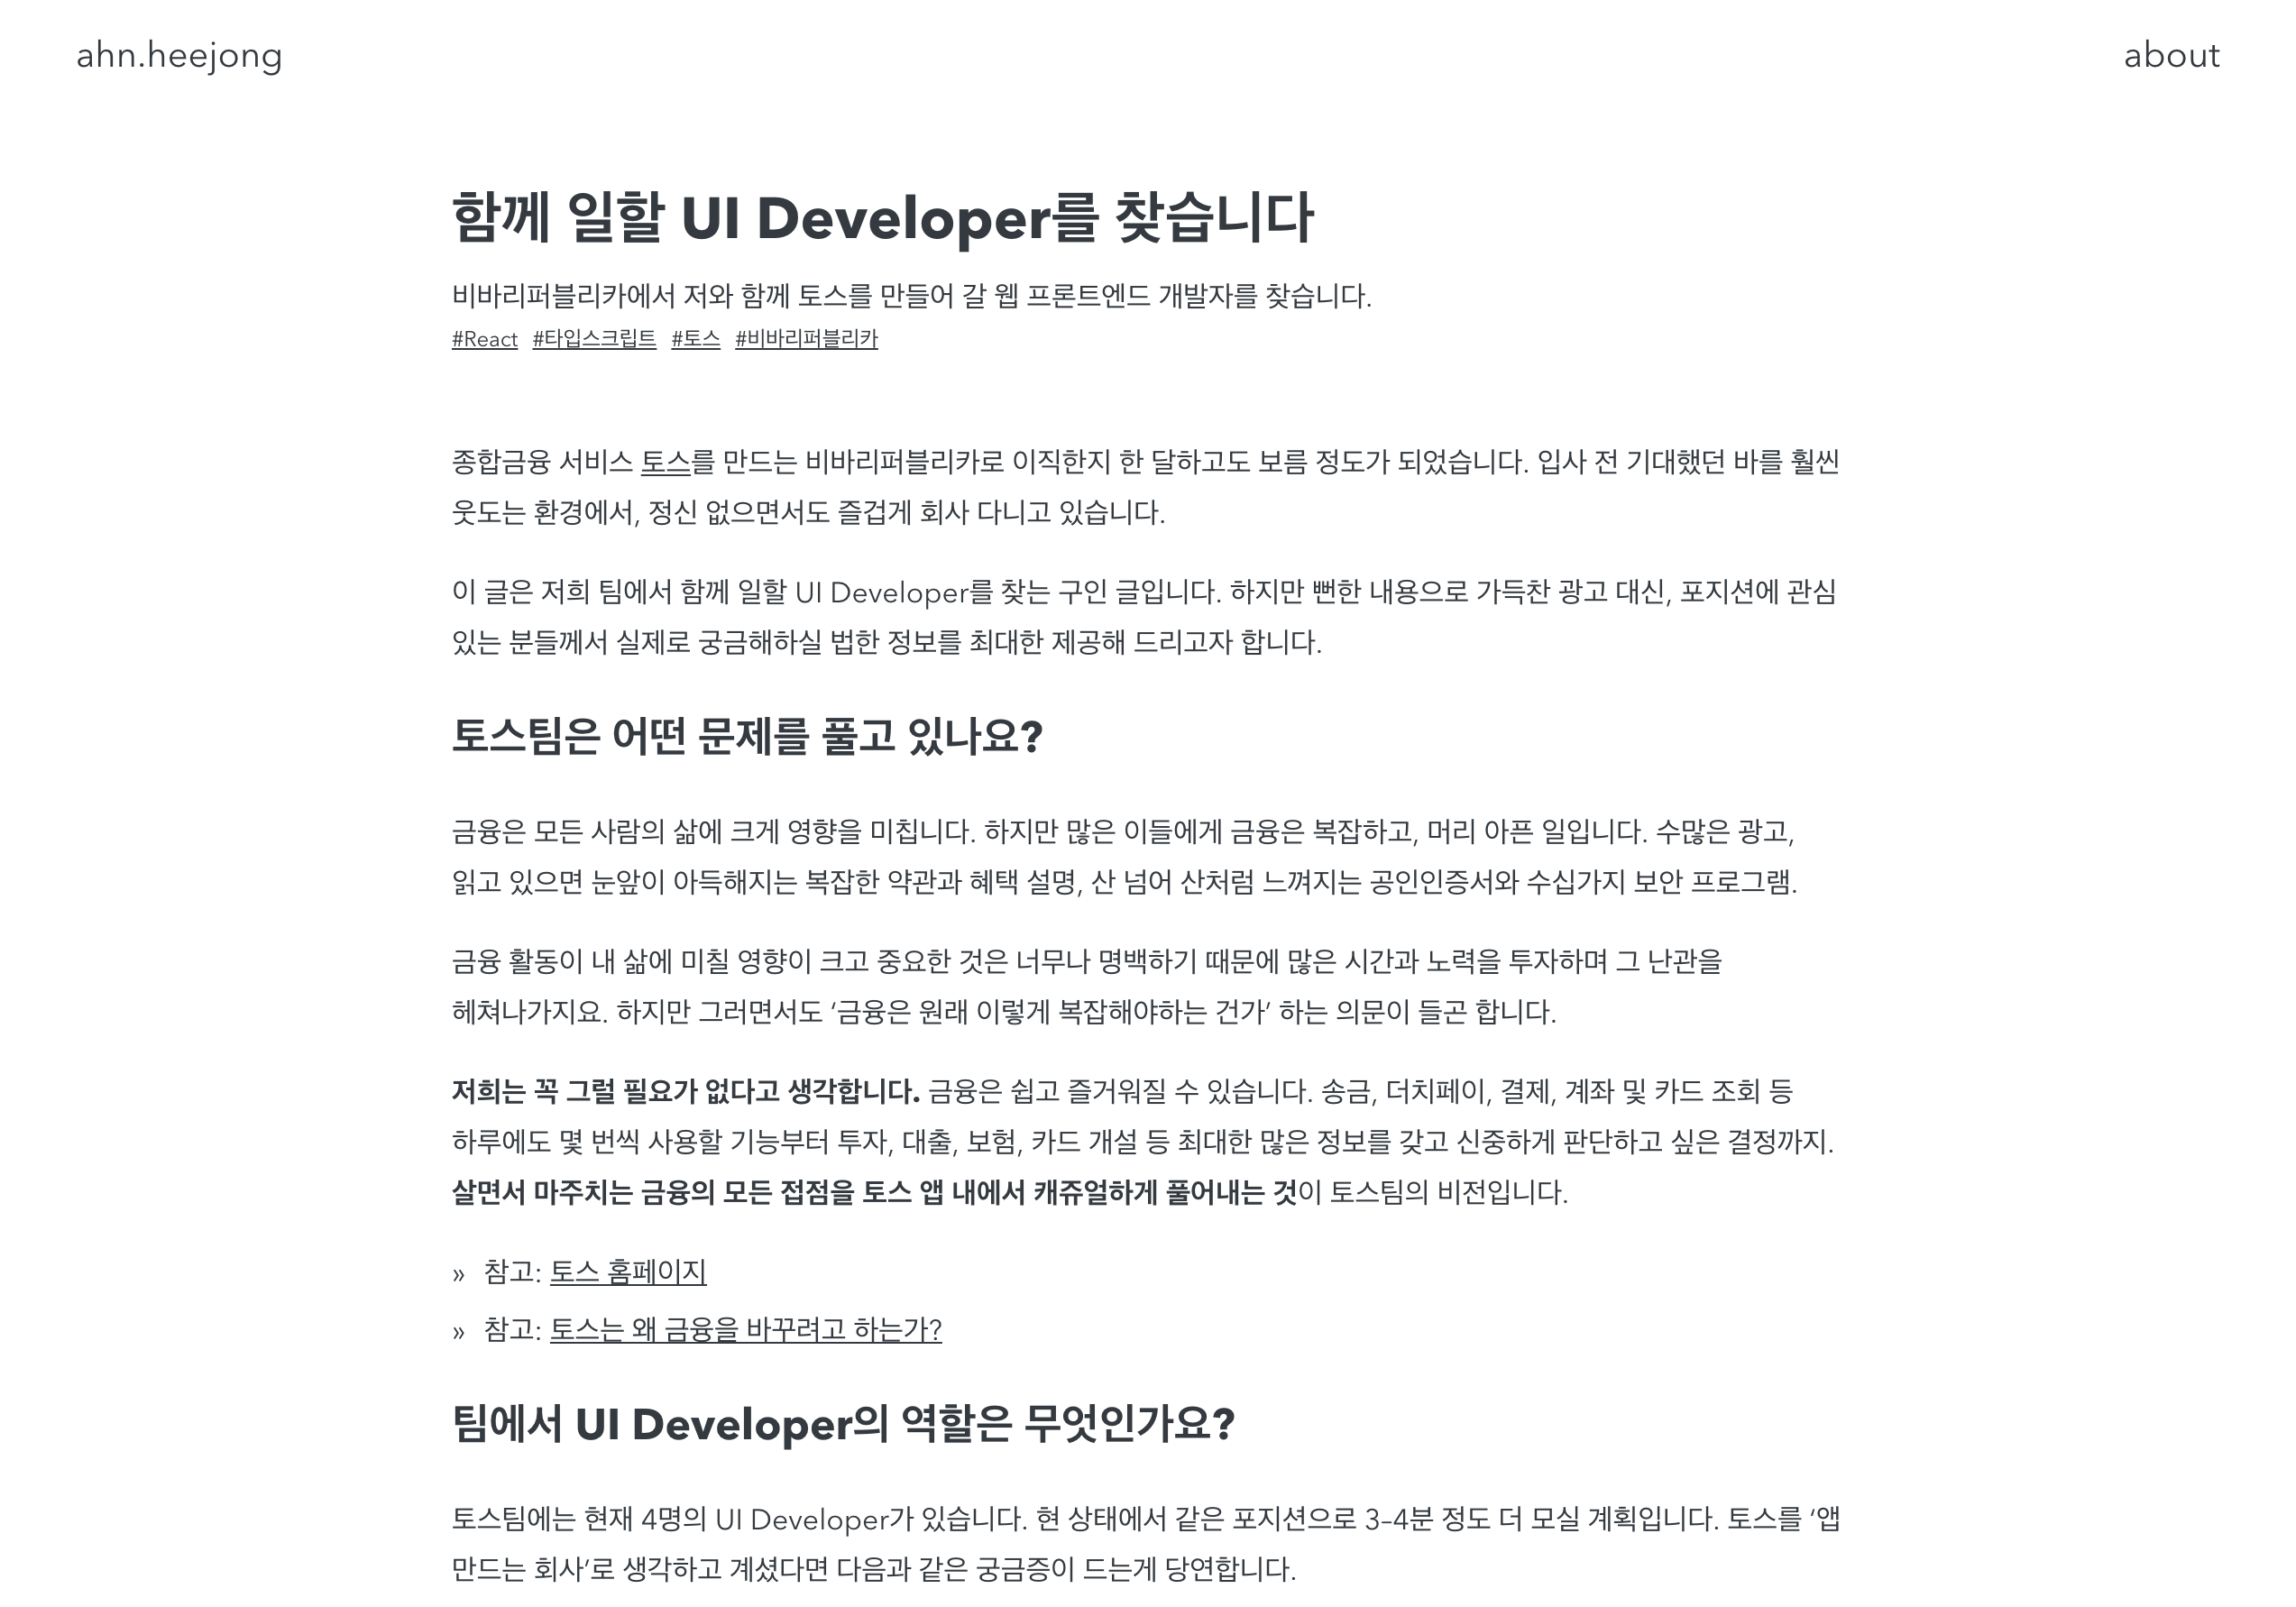 ahn.heejong
about
함께 일할 UI Developer를 찾습니다
비바리퍼블리카에서 저와 함께 토스를 만들어 갈 웹 프론트엔드 개발자를 찾습니다.
#React #타입스크립트 #토스 #비바리퍼블리카
종합금융 서비스 토스를 만드는 비바리퍼블리카로 이직한지 한 달하고도 보름 정도가 되었습니다. 입사 전 기대했던 바를 훨씬
웃도는 환경에서, 정신 없으면서도 즐겁게 회사 다니고 있습니다.
이 글은 저희 팀에서 함께 일할 UI Developer를 찾는 구인 글입니다. 하지만 뻔한 내용으로 가득찬 광고 대신, 포지션에 관심
있는 분들께서 실제로 궁금해하실 법한 정보를 최대한 제공해 드리고자 합니다.
토스팀은 어떤 문제를 풀고 있나요?
금융은 모든 사람의 삶에 크게 영향을 미칩니다. 하지만 많은 이들에게 금융은 복잡하고, 머리 아픈 일입니다. 수많은 광고,
읽고 있으면 눈앞이 아득해지는 복잡한 약관과 혜택 설명, 산 넘어 산처럼 느껴지는 공인인증서와 수십가지 보안 프로그램.
금융 활동이 내 삶에 미칠 영향이 크고 중요한 것은 너무나 명백하기 때문에 많은 시간과 노력을 투자하며 그 난관을
헤쳐나가지요. 하지만 그러면서도 ‘금융은 원래 이렇게 복잡해야하는 건가’ 하는 의문이 들곤 합니다.
저희는 꼭 그럴 필요가 없다고 생각합니다. 금융은 쉽고 즐거워질 수 있습니다. 송금, 더치페이, 결제, 계좌 및 카드 조회 등
하루에도 몇 번씩 사용할 기능부터 투자, 대출, 보험, 카드 개설 등 최대한 많은 정보를 갖고 신중하게 판단하고 싶은 결정까지.
살면서 마주치는 금융의 모든 접점을 토스 앱 내에서 캐쥬얼하게 풀어내는 것이 토스팀의 비전입니다.
» 참고: 토스 홈페이지
» 참고: 토스는 왜 금융을 바꾸려고 하는가?
팀에서 UI Developer의 역할은 무엇인가요?
토스팀에는 현재 4명의 UI Developer가 있습니다. 현 상태에서 같은 포지션으로 3–4분 정도 더 모실 계획입니다. 토스를 ‘앱
만드는 회사’로 생각하고 계셨다면 다음과 같은 궁금증이 드는게 당연합니다.